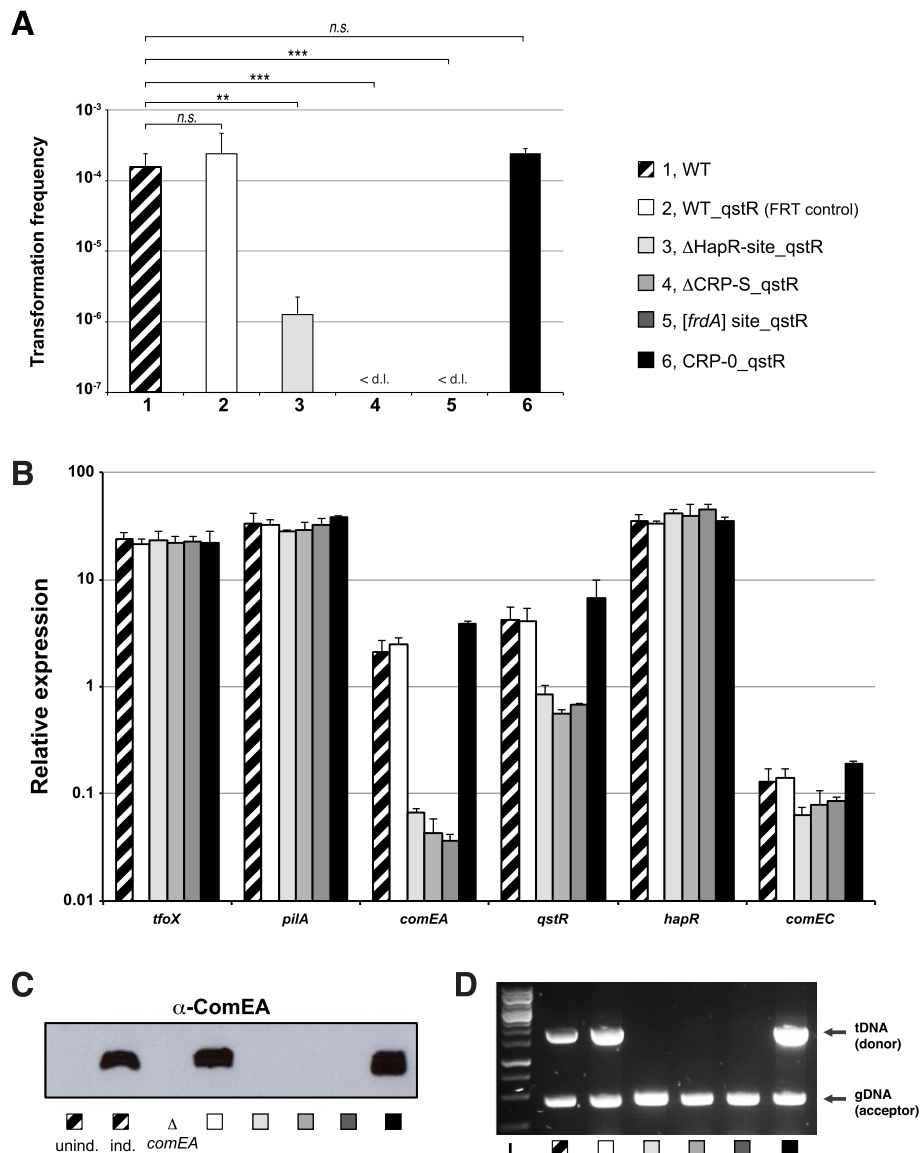 A
n.s.
***
***
**
n.s.
Transformation frequency
10-3
10-4
10-5
10-6
10-7
< d.l.
< d.l.
1 2 3 4 5 6
1, WT
2, WT_qstR (FRT control)
3, ΔHapR-site_qstR
4, ΔCRP-S_qstR
5, [frdA] site_qstR
6, CRP-0_qstR
B
Relative expression
100
10
1
0.1
0.01
tfoX pilA comEA qstR hapR comEC
C
α-ComEA
unind. ind. Δ
comEA
D
tDNA
(donor)
gDNA
(acceptor)
L